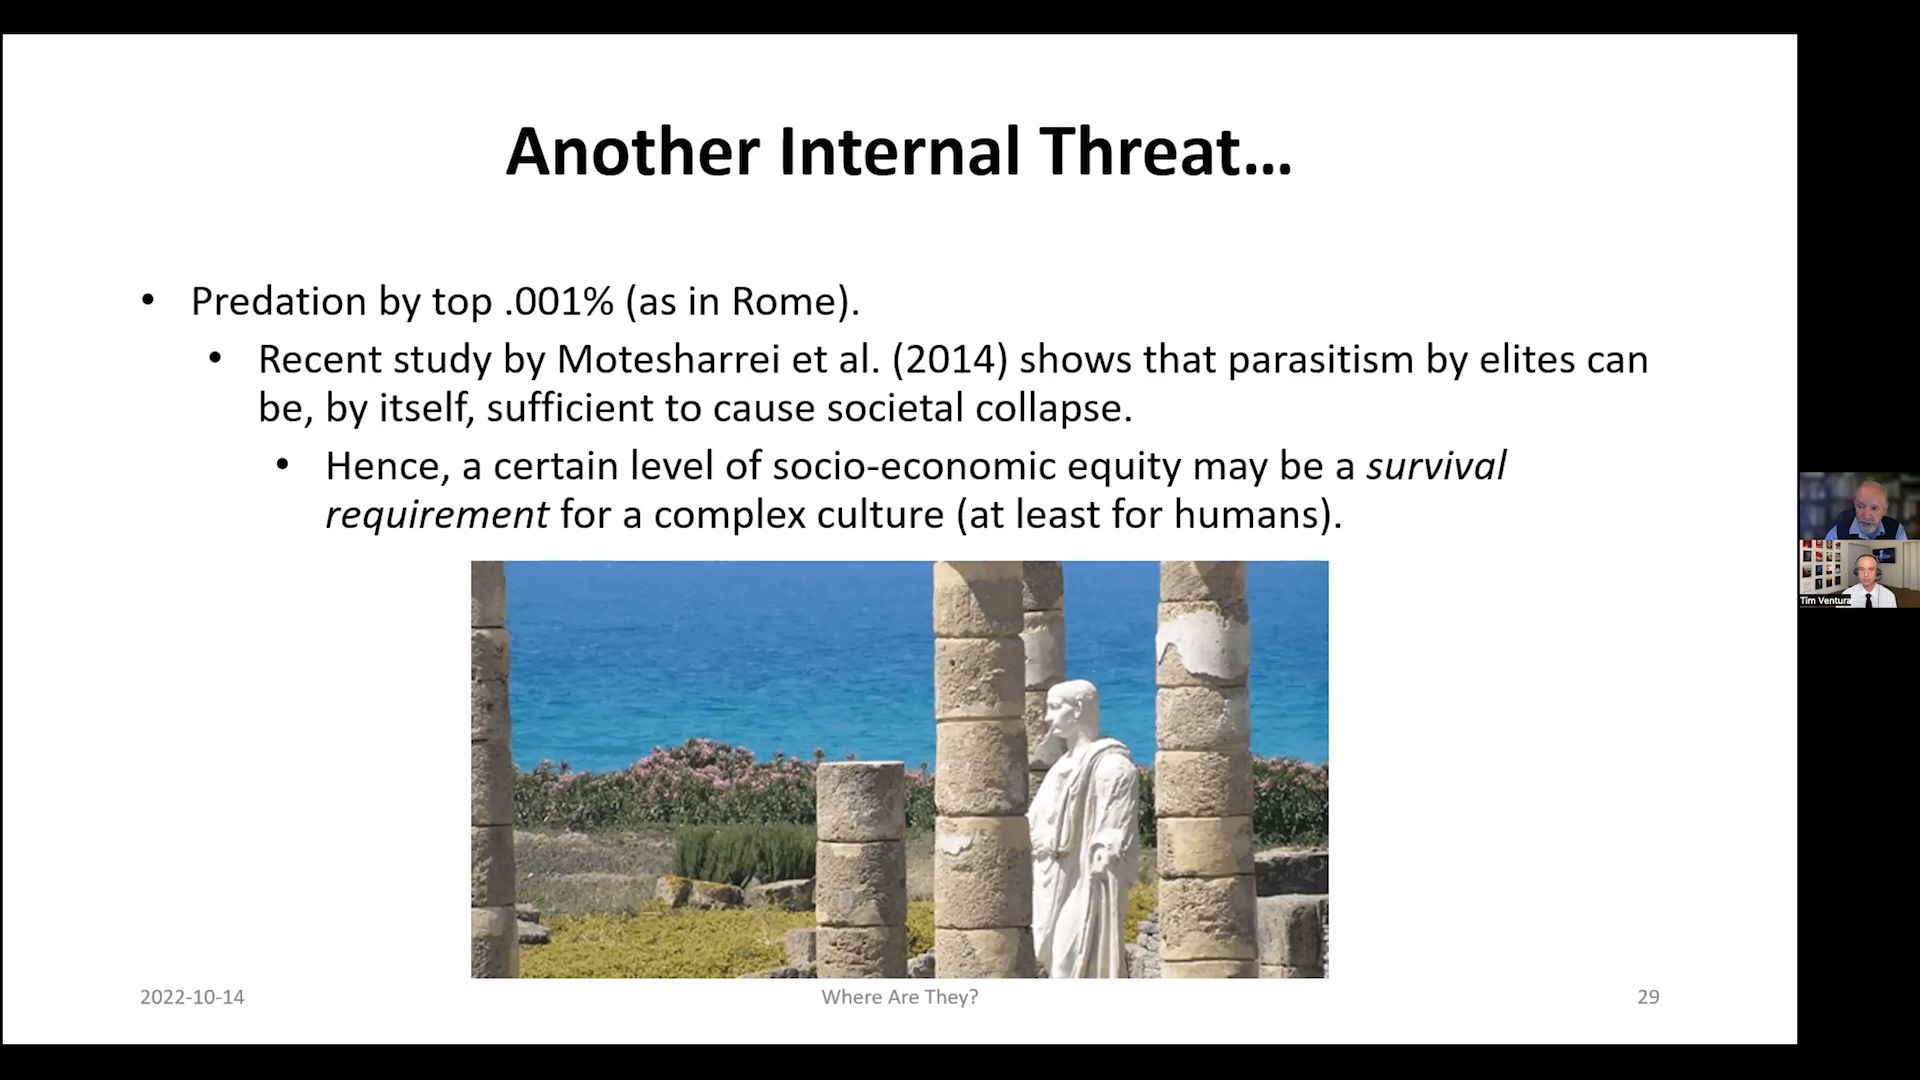 Another Internal Threat...
• Predation by top .001% (as in Rome).
• Recent study by Motesharrei et al. (2014) shows that parasitism by elites can
be, by itself, sufficient to cause societal collapse.
• Hence, a certain level of socio-economic equity may be a survival
requirement for a complex culture (at least for humans).
Tim Ventura
2022-10-14
Where Are They?
29